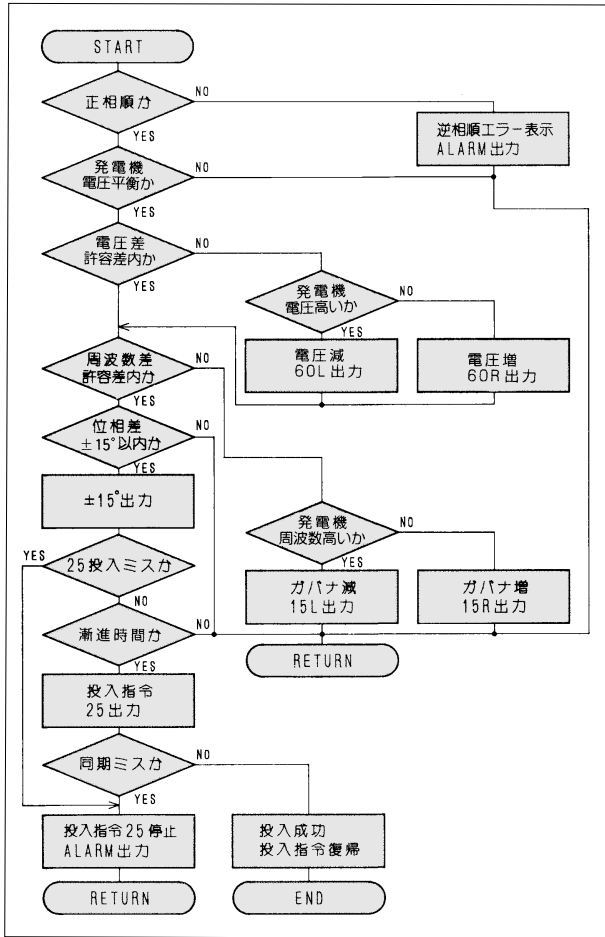 START
正相順か
NO
YES
逆相順エラー表示
ALARM出力
発電機
電圧平衡か
NO
YES
電圧差
許容差内か
NO
YES
発電機
電圧高いか
NO
YES
電圧減
60L出力
電圧増
60R出力
周波数差
許容差内か
NO
YES
位相差
±15°以内か
NO
YES
±15°出力
発電機
周波数高いか
NO
YES
ガバナ減
15L出力
ガバナ増
15R出力
YES
25投入ミスか
NO
漸進時間か
NO
YES
RETURN
投入指令
25出力
同期ミスか
NO
YES
投入指令25停止
ALARM出力
投入成功
投入指令復帰
RETURN
END